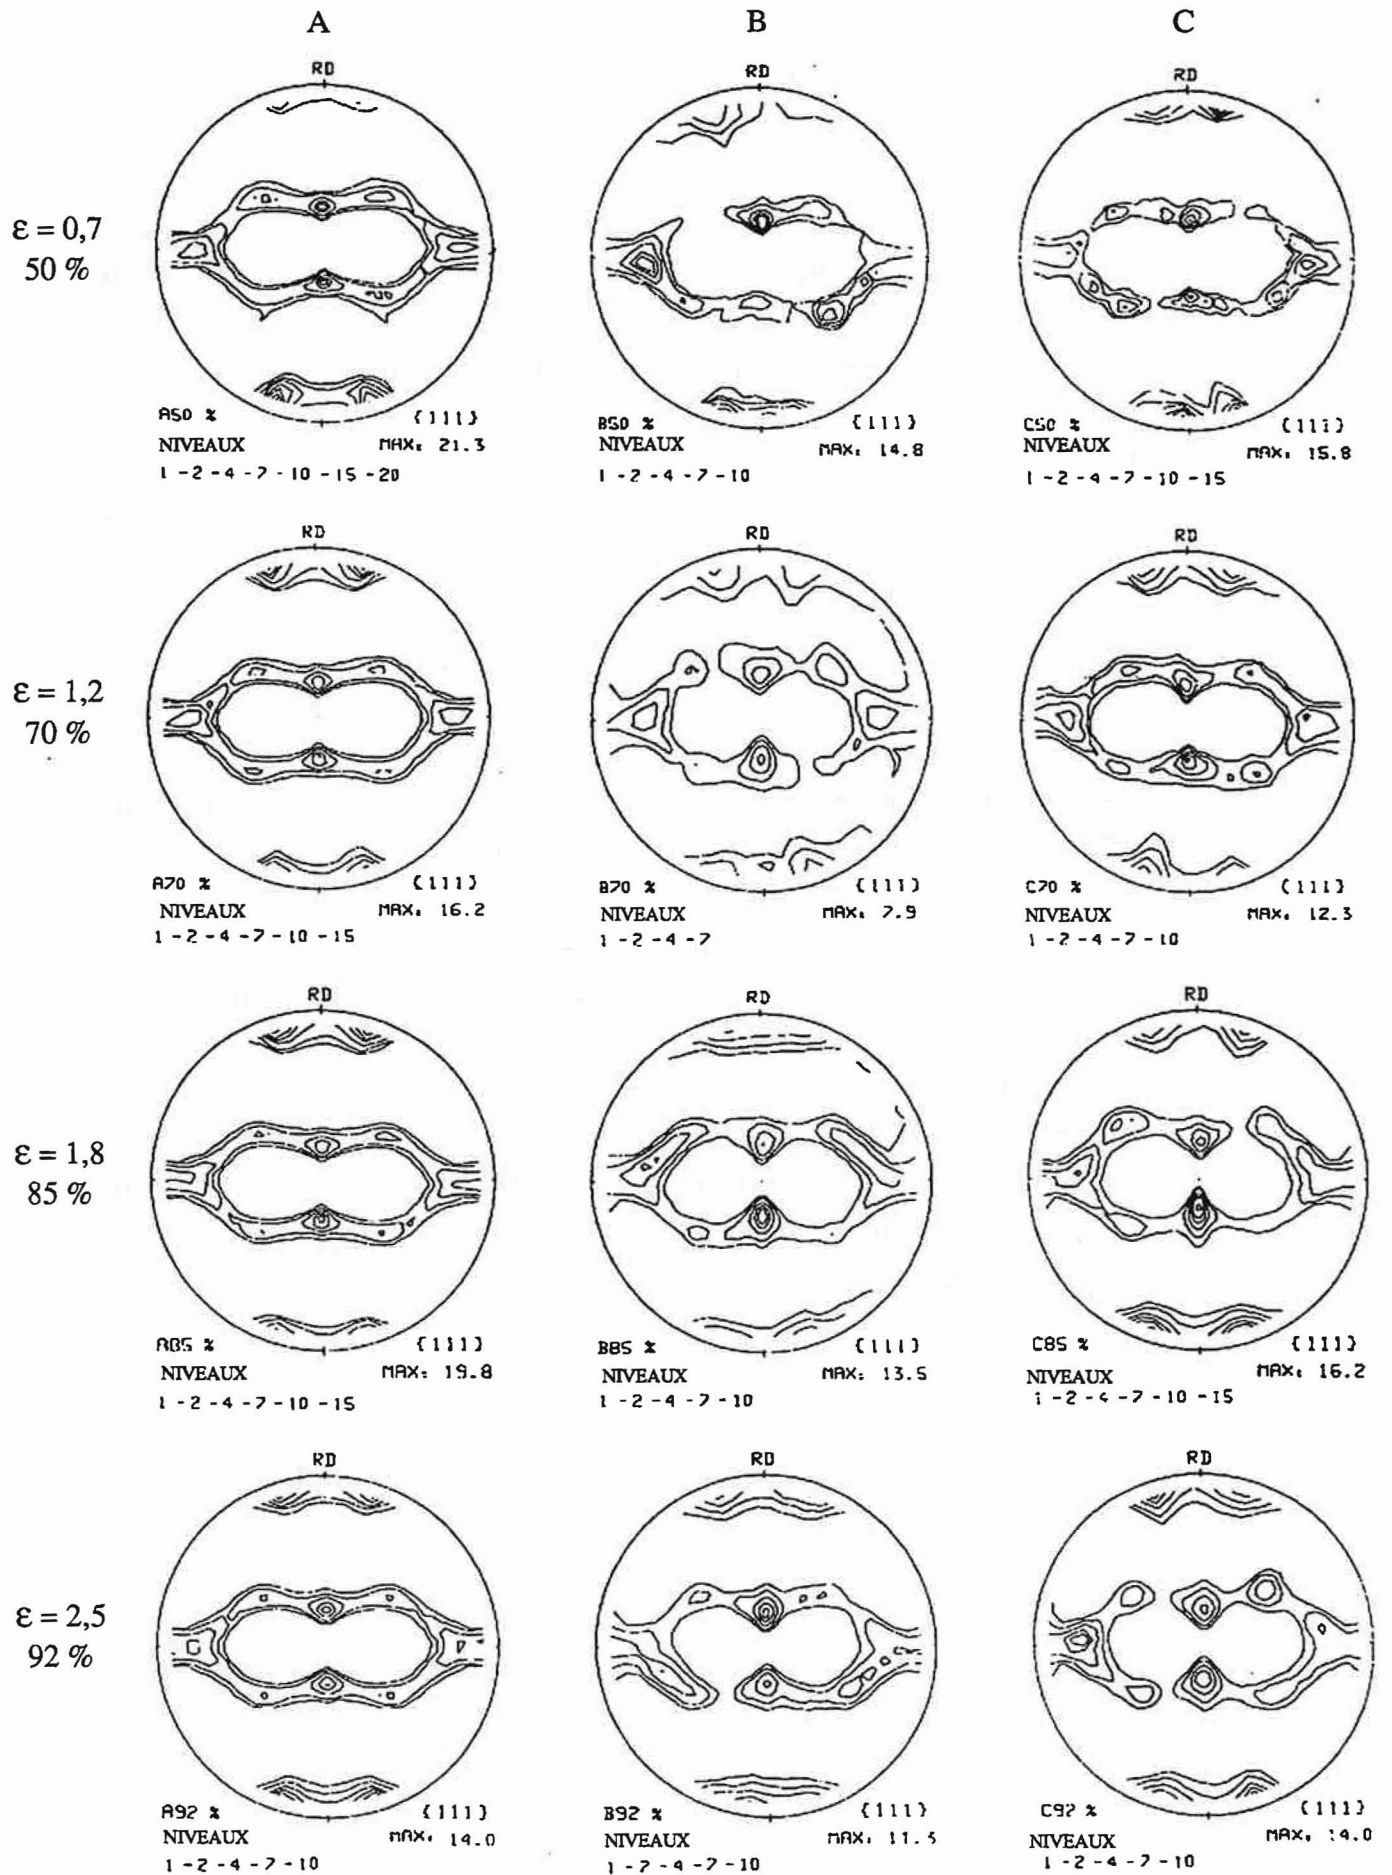 A B C
RD RD RD
ε = 0,7
50 %
A50 % {111}
NIVEAUX MAX: 21.3
1 -2 -4 -7 -10 -15 -20
B50 % {111}
NIVEAUX MAX: 14.8
1 -2 -4 -7 -10
C50 % {111}
NIVEAUX MAX: 15.8
1 -2 -4 -7 -10 -15
RD RD RD
ε = 1,2
70 %
A70 % {111}
NIVEAUX MAX: 16.2
1 -2 -4 -7 -10 -15
B70 % {111}
NIVEAUX MAX: 7.9
1 -2 -4 -7
C70 % {111}
NIVEAUX MAX: 12.3
1 -2 -4 -7 -10
RD RD RD
ε = 1,8
85 %
A85 % {111}
NIVEAUX MAX: 19.8
1 -2 -4 -7 -10 -15
B85 % {111}
NIVEAUX MAX: 13.5
1 -2 -4 -7 -10
C85 % {111}
NIVEAUX MAX: 16.2
1 -2 -4 -7 -10 -15
RD RD RD
ε = 2,5
92 %
A92 % {111}
NIVEAUX MAX: 14.0
1 -2 -4 -7 -10
B92 % {111}
NIVEAUX MAX: 11.5
1 -2 -4 -7 -10
C92 % {111}
NIVEAUX MAX: 14.0
1 -2 -4 -7 -10